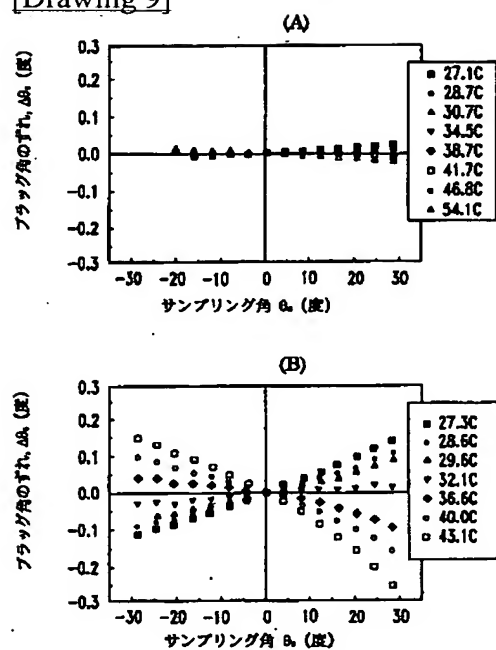 [Drawing 9]
(A)
ブラッグ角のずれ, Δθ。(度)
0.3
0.2
0.1
0.0
-0.1
-0.2
-0.3
-30 -20 -10 0 10 20 30
サンプリング角 θ。(度)
27.1C
28.7C
30.7C
34.5C
38.7C
41.7C
46.8C
54.1C
(B)
ブラッグ角のずれ, Δθ。(度)
0.3
0.2
0.1
0.0
-0.1
-0.2
-0.3
-30 -20 -10 0 10 20 30
サンプリング角 θ。(度)
27.3C
28.6C
29.6C
32.1C
36.6C
40.0C
43.1C